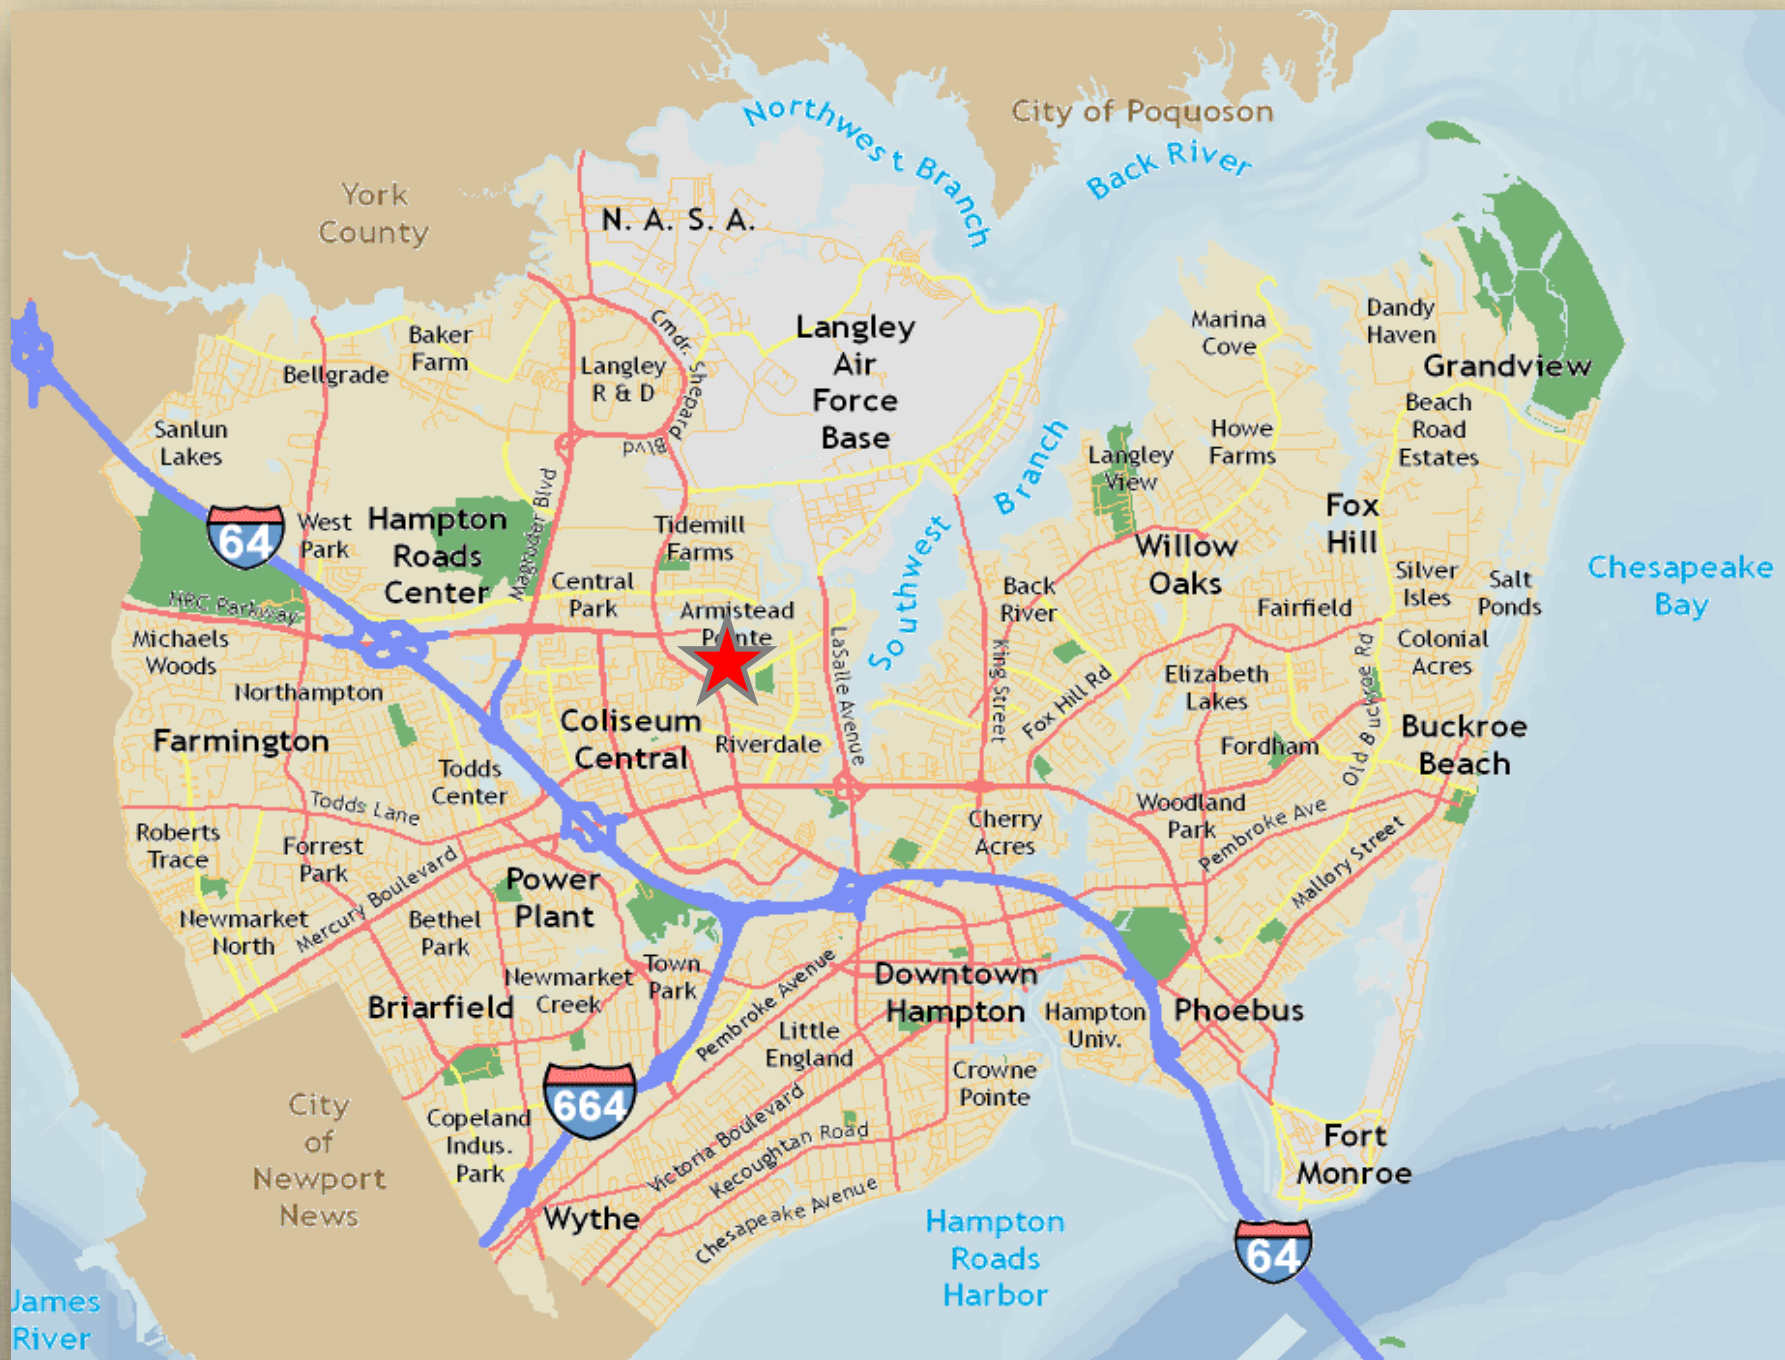 Northwest Branch
City of Poquoson
Back River
York
County
N. A. S. A.
Cmdr. Shepard
Blvd
Langley
Air
Force
Base
Marina
Cove
Dandy
Haven
Grandview
Baker
Farm
Bellgrade
Langley
R & D
Beach
Road
Estates
Sanlun
Lakes
Howe
Farms
Langley
View
Southwest
Branch
Magruder Blvd
64
West
Park
Hampton
Roads
Center
Tidemill
Farms
Fox
Hill
Willow
Oaks
Chesapeake
Bay
Central
Park
Back
River
Silver
Isles
Salt
Ponds
Fairfield
HRC Parkway
Armistead
Pointe
Michaels
Woods
LaSalle Avenue
King Street
Fox Hill Rd
Old Buckroe Rd
Colonial
Acres
Elizabeth
Lakes
Northampton
Farmington
Coliseum
Central
Riverdale
Fordham
Buckroe
Beach
Todds
Center
Todds Lane
Woodland
Park
Cherry
Acres
Pembroke Ave
Mallory Street
Roberts
Trace
Forrest
Park
Mercury Boulevard
Power
Plant
Newmarket
North
Bethel
Park
Newmarket
Creek
Town
Park
Pembroke Avenue
Downtown
Hampton
Briarfield
Hampton
Univ.
Phoebus
Little
England
Crowne
Pointe
664
City
of
Newport
News
Copeland
Indus.
Park
Victoria Boulevard
Kecoughtan Road
Chesapeake Avenue
Fort
Monroe
Wythe
Hampton
Roads
Harbor
64
James
River